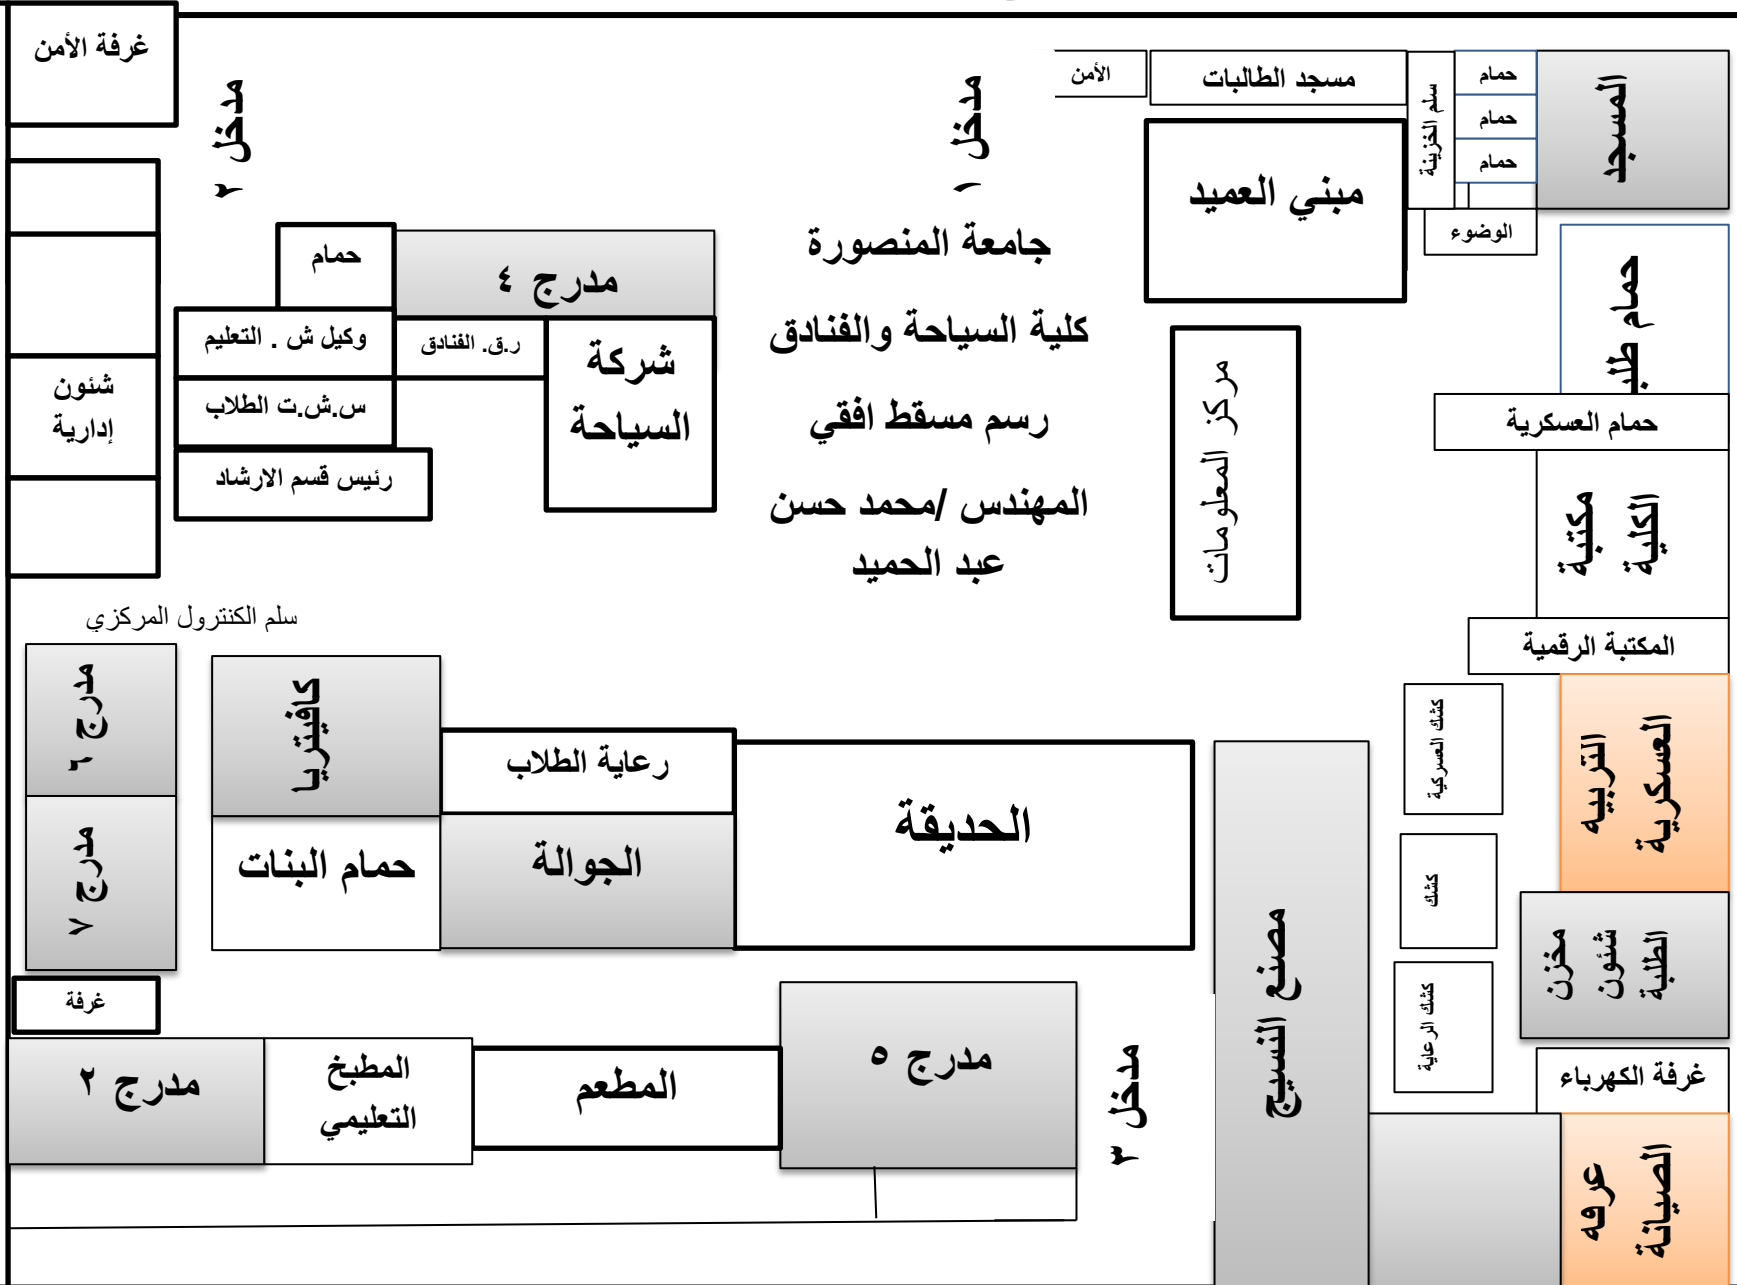 المسجد
حمام
حمام
حمام
سلم الخزينة
مسجد الطالبات
الأمن
مدخل ١
مدخل ٢
غرفة الأمن
الوضوء
مبني العميد
حمام طلبـ
حمام العسكرية
مكتبة
الكلية
المكتبة الرقمية
مركز المعلومات
جامعة المنصورة
كلية السياحة والفنادق
رسم مسقط افقي
المهندس /محمد حسن
عبد الحميد
مدرج ٤
حمام
ر.ق. الفنادق
وكيل ش . التعليم
شركة
السياحة
س.ش.ت الطلاب
رئيس قسم الارشاد
شئون
إدارية
سلم الكنترول المركزي
التربيه
العسكرية
كشك العسركية
كشك
كشك الرعاية
مخزن
شئون
الطلبة
غرفة الكهرباء
عرفه
الصيانة
مصنع النسيج
الحديقة
رعاية الطلاب
الجوالة
كافيتريا
حمام البنات
مدرج ٦
مدرج ٧
غرفة
مدخل ٣
مدرج ٥
المطعم
المطبخ
التعليمي
مدرج ٢